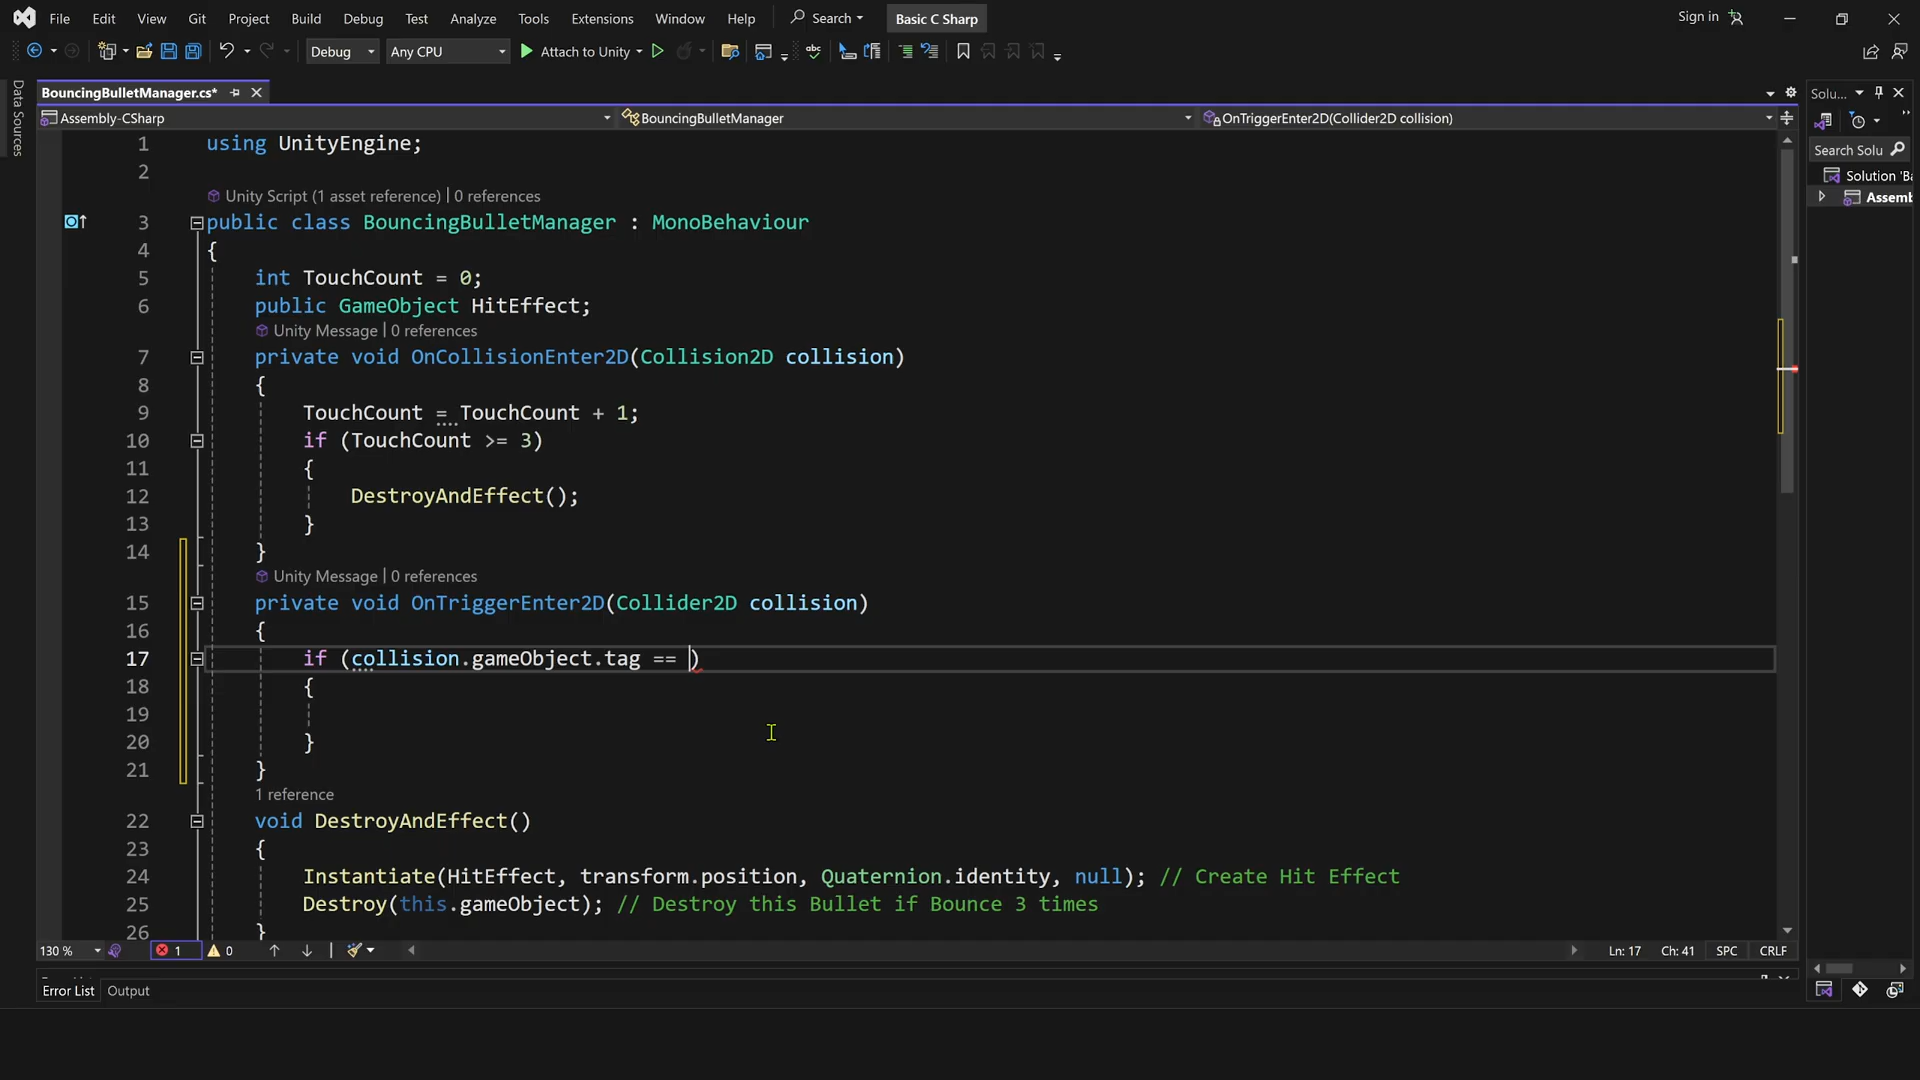 File Edit View Git Project Build Debug Test Analyze Tools Extensions Window Help Search Basic C Sharp Sign in
Debug Any CPU Attach to Unity
Data Sources
BouncingBulletManager.cs*
Solu...
Assembly-CSharp BouncingBulletManager OnTriggerEnter2D(Collider2D collision)
Search Solu
Solution 'Ba
Assemb
1 using UnityEngine;
2
Unity Script (1 asset reference) | 0 references
3 public class BouncingBulletManager : MonoBehaviour
4 {
5 int TouchCount = 0;
6 public GameObject HitEffect;
Unity Message | 0 references
7 private void OnCollisionEnter2D(Collision2D collision)
8 {
9 TouchCount = TouchCount + 1;
10 if (TouchCount >= 3)
11 {
12 DestroyAndEffect();
13 }
14 }
Unity Message | 0 references
15 private void OnTriggerEnter2D(Collider2D collision)
16 {
17 if (collision.gameObject.tag == )
18 {
19
20 }
21 }
1 reference
22 void DestroyAndEffect()
23 {
24 Instantiate(HitEffect, transform.position, Quaternion.identity, null); // Create Hit Effect
25 Destroy(this.gameObject); // Destroy this Bullet if Bounce 3 times
26 }
130 % 1 0 Ln: 17 Ch: 41 SPC CRLF
Error List Output